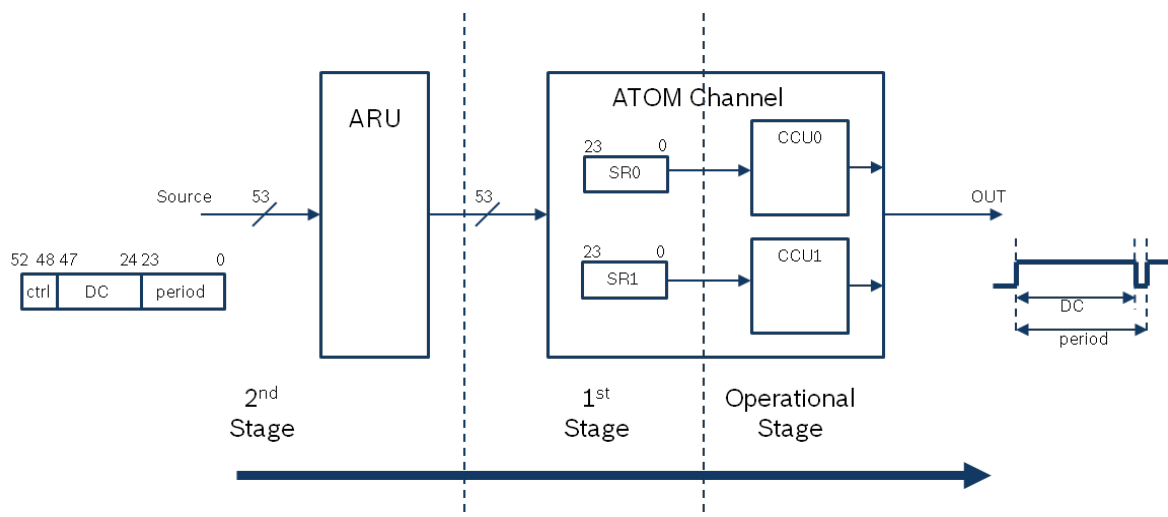 ARU
ATOM Channel
23 0
SR0
CCU0
Source
53
53
OUT
52 48 47 24 23 0
ctrl DC period
23 0
SR1
CCU1
DC
period
2nd
Stage
1st
Stage
Operational
Stage